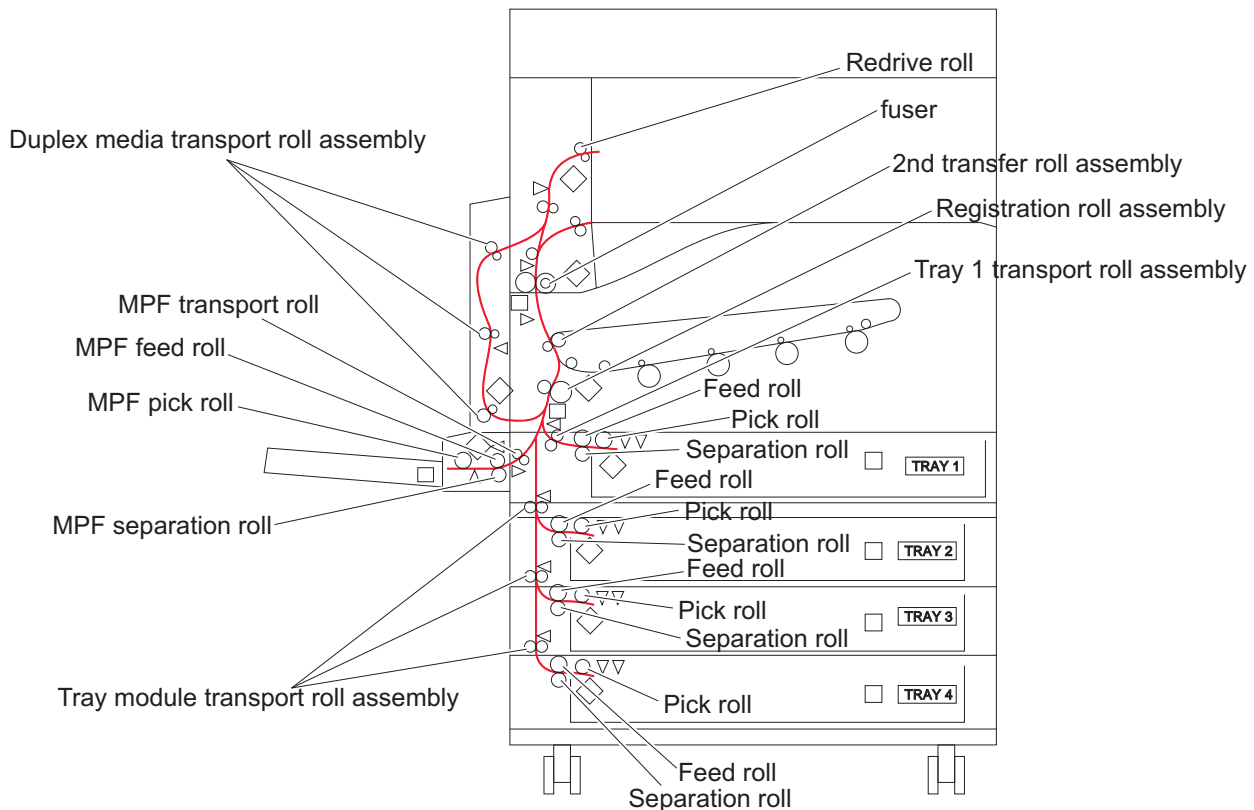 Redrive roll
fuser
Duplex media transport roll assembly
2nd transfer roll assembly
Registration roll assembly
Tray 1 transport roll assembly
MPF transport roll
MPF feed roll
MPF pick roll
Feed roll
Pick roll
Separation roll
TRAY 1
Feed roll
MPF separation roll
Pick roll
Separation roll
TRAY 2
Feed roll
Pick roll
TRAY 3
Separation roll
Tray module transport roll assembly
TRAY 4
Pick roll
Feed roll
Separation roll